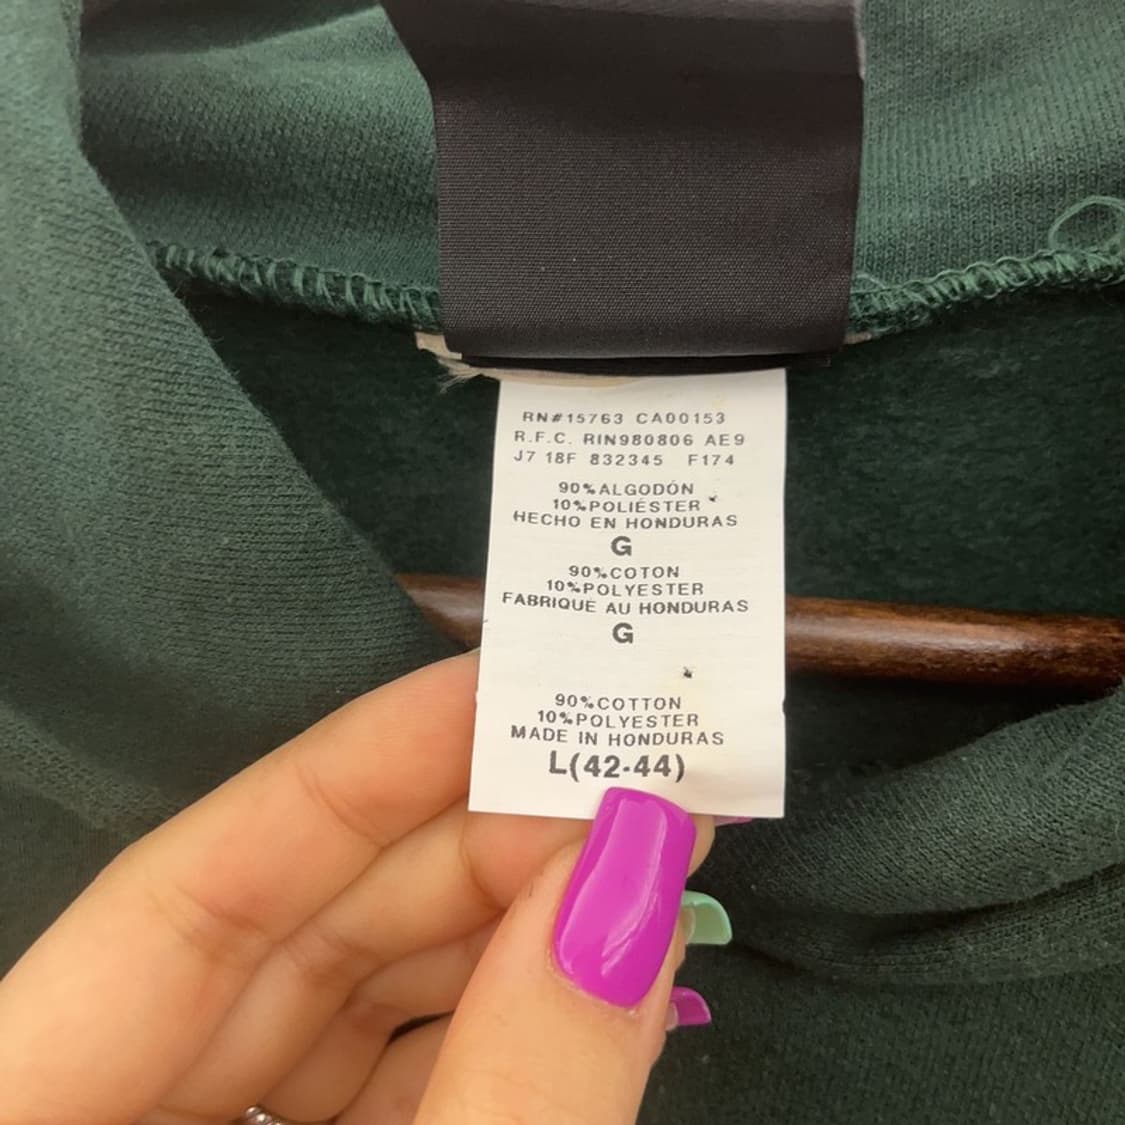 RN#15763 CA00153
R.F.C. RIN980806 AE9
J7 18F 832345 F174
90%ALGODÓN
10%POLIÉSTER
HECHO EN HONDURAS
G
90%COTON
10%POLYESTER
FABRIQUÉ AU HONDURAS
G
90%COTTON
10%POLYESTER
MADE IN HONDURAS
L(42-44)